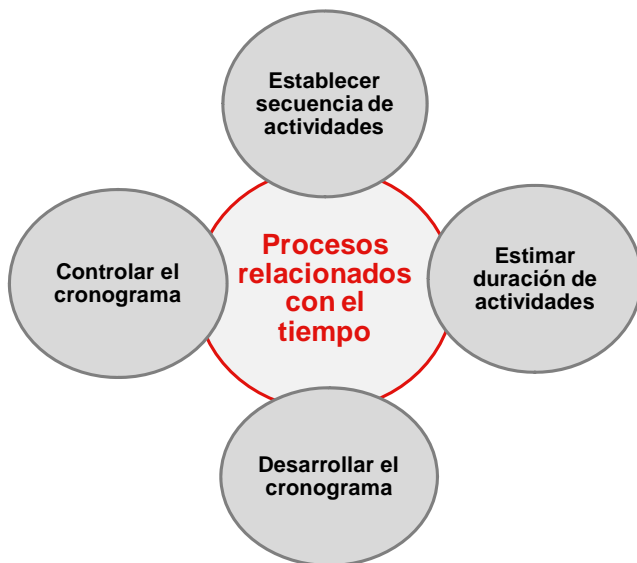 Establecer
secuencia de
actividades
Procesos
relacionados
con el
tiempo
Estimar
duración de
actividades
Desarrollar el
cronograma
Controlar el
cronograma